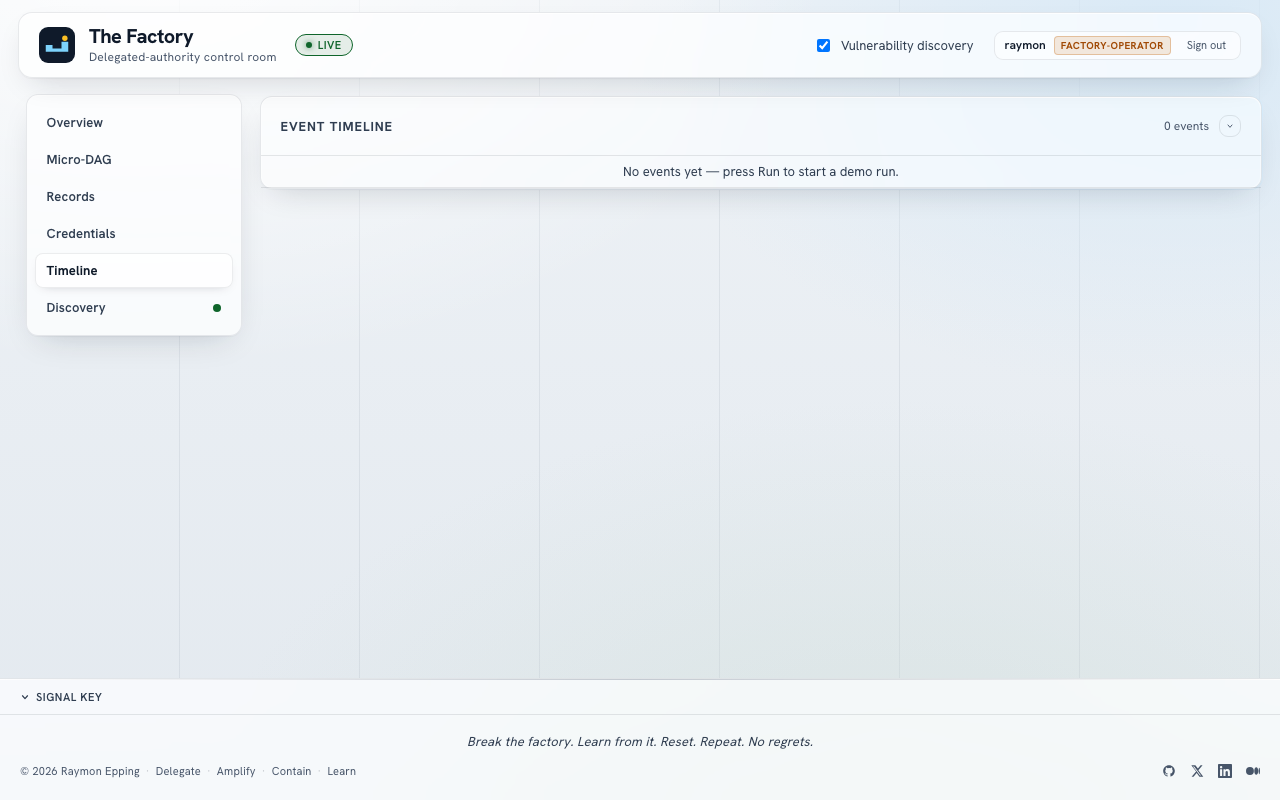 The Factory
Delegated-authority control room
LIVE
Vulnerability discovery
raymon
FACTORY-OPERATOR
Sign out
Overview
Micro-DAG
Records
Credentials
Timeline
Discovery
EVENT TIMELINE
0 events
No events yet — press Run to start a demo run.
SIGNAL KEY
Break the factory. Learn from it. Reset. Repeat. No regrets.
© 2026 Raymon Epping · Delegate · Amplify · Contain · Learn